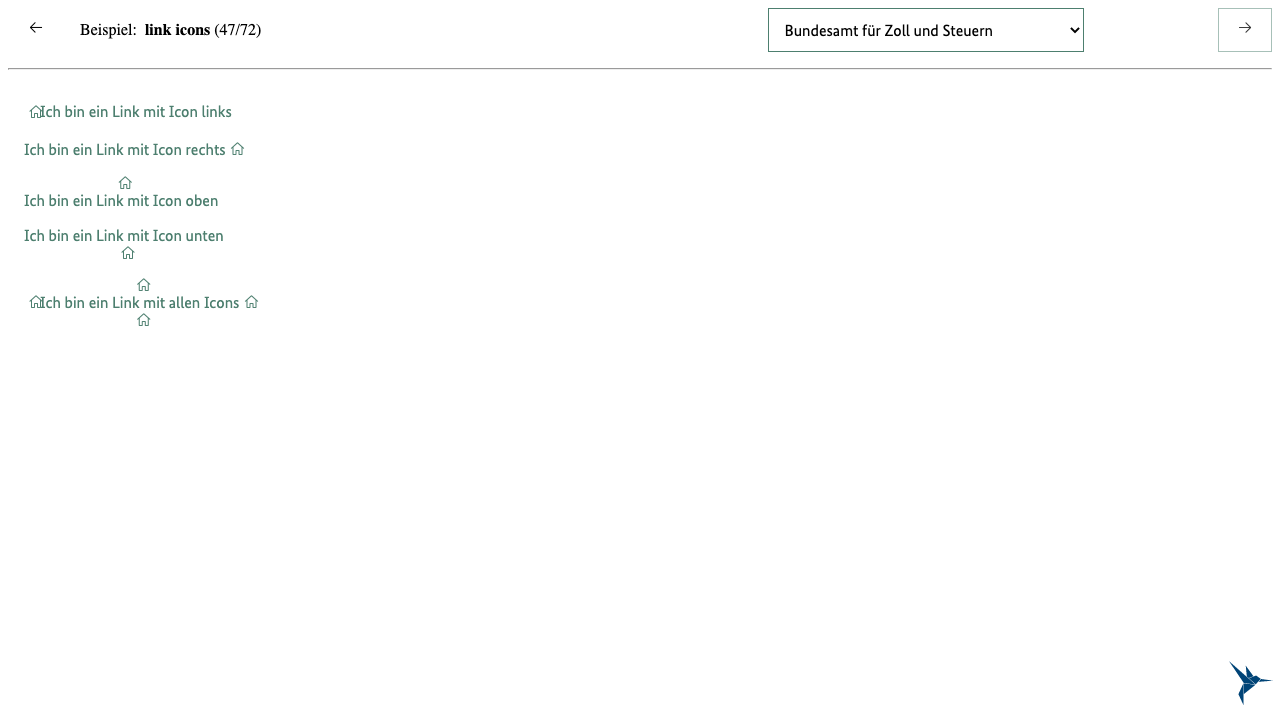 Beispiel: link icons (47/72)
Bundesamt für Zoll und Steuern
Ich bin ein Link mit Icon links
Ich bin ein Link mit Icon rechts
Ich bin ein Link mit Icon oben
Ich bin ein Link mit Icon unten
Ich bin ein Link mit allen Icons